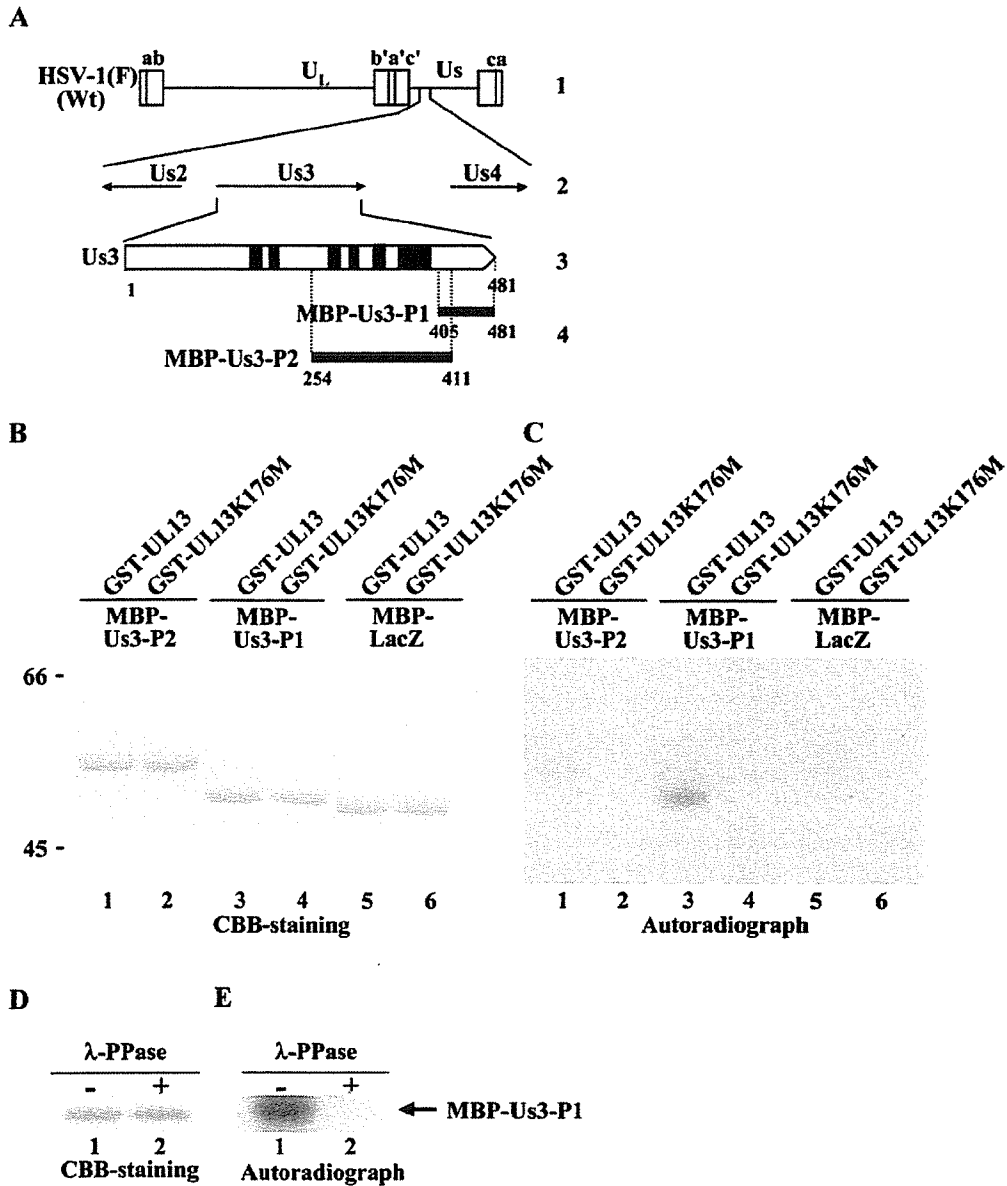 A
ab b'a'c' ca
HSV-1(F) UL Us 1
(Wt)
Us2 Us3 Us4 2
Us3 3
1 481
MBP-Us3-P1 405 481
4
MBP-Us3-P2
254 411
B C
GST-UL13 GST-UL13K176M GST-UL13 GST-UL13K176M GST-UL13 GST-UL13K176M GST-UL13 GST-UL13K176M GST-UL13 GST-UL13K176M GST-UL13 GST-UL13K176M
MBP- MBP- MBP- MBP- MBP- MBP-
Us3-P2 Us3-P1 LacZ Us3-P2 Us3-P1 LacZ
66 -
45 -
1 2 3 4 5 6 1 2 3 4 5 6
CBB-staining Autoradiograph
D E
λ-PPase λ-PPase
- + - +
MBP-Us3-P1
1 2 1 2
CBB-staining Autoradiograph